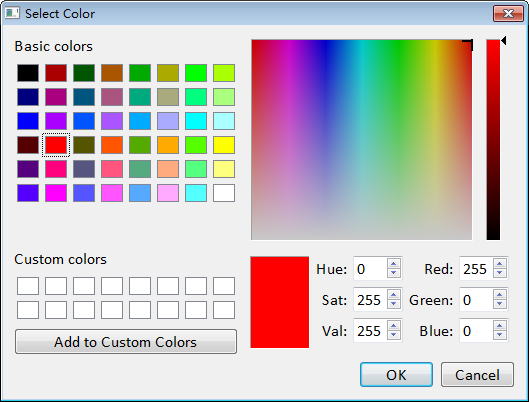 Select Color
Basic colors
Custom colors
Add to Custom Colors
Hue: 0 Red: 255
Sat: 255 Green: 0
Val: 255 Blue: 0
OK Cancel